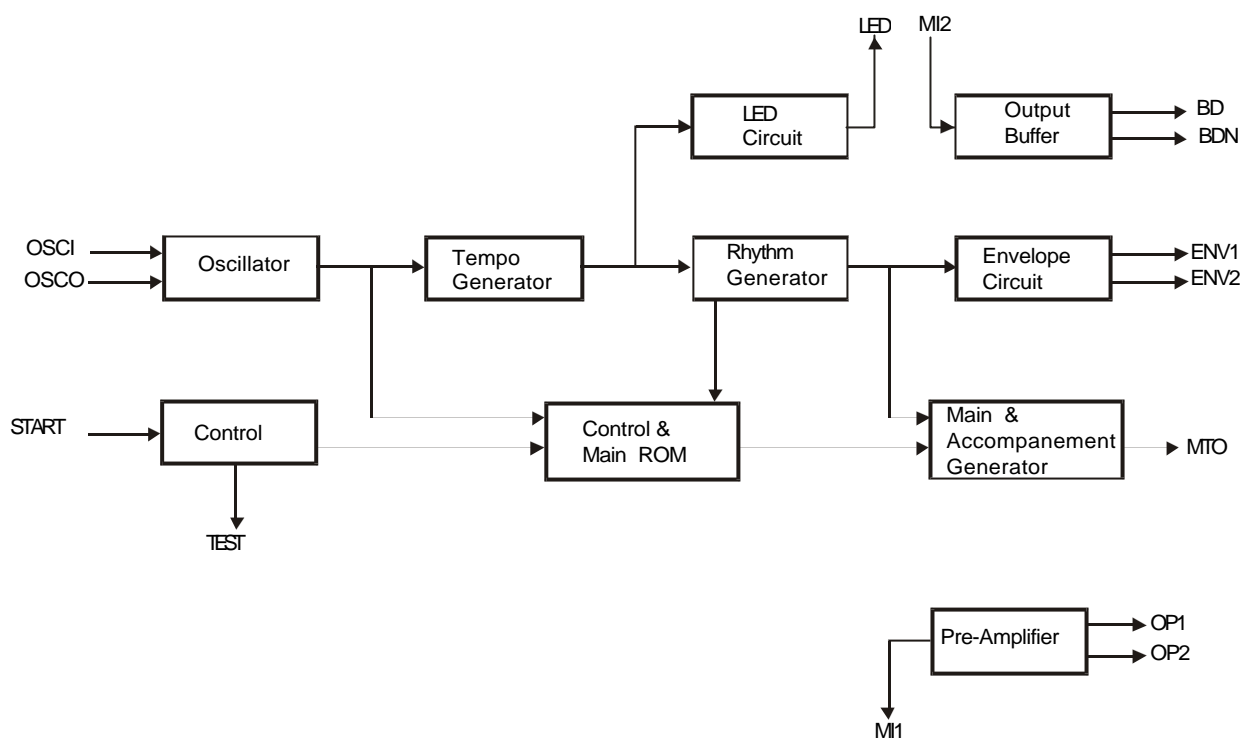 LED
MI2
LED
Circuit
Output
Buffer
BD
BDN
OSCI
OSCO
Oscillator
Tempo
Generator
Rhythm
Generator
Envelope
Circuit
ENV1
ENV2
START
Control
Control &
Main ROM
Main &
Accompanement
Generator
MTO
TEST
Pre-Amplifier
OP1
OP2
MI1